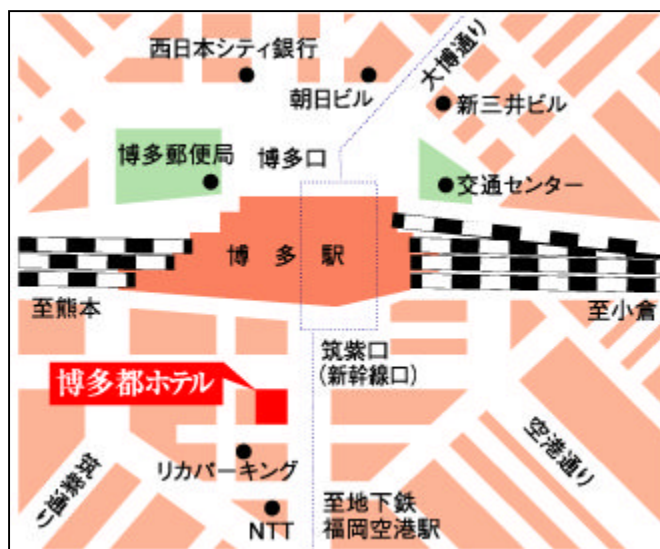 西日本シティ銀行
大博通り
朝日ビル
新三井ビル
博多郵便局
博多口
交通センター
博多駅
至熊本
至小倉
筑紫口
(新幹線口)
博多都ホテル
空港通り
リカパーキング
筑紫通り
至地下鉄
福岡空港駅
NTT